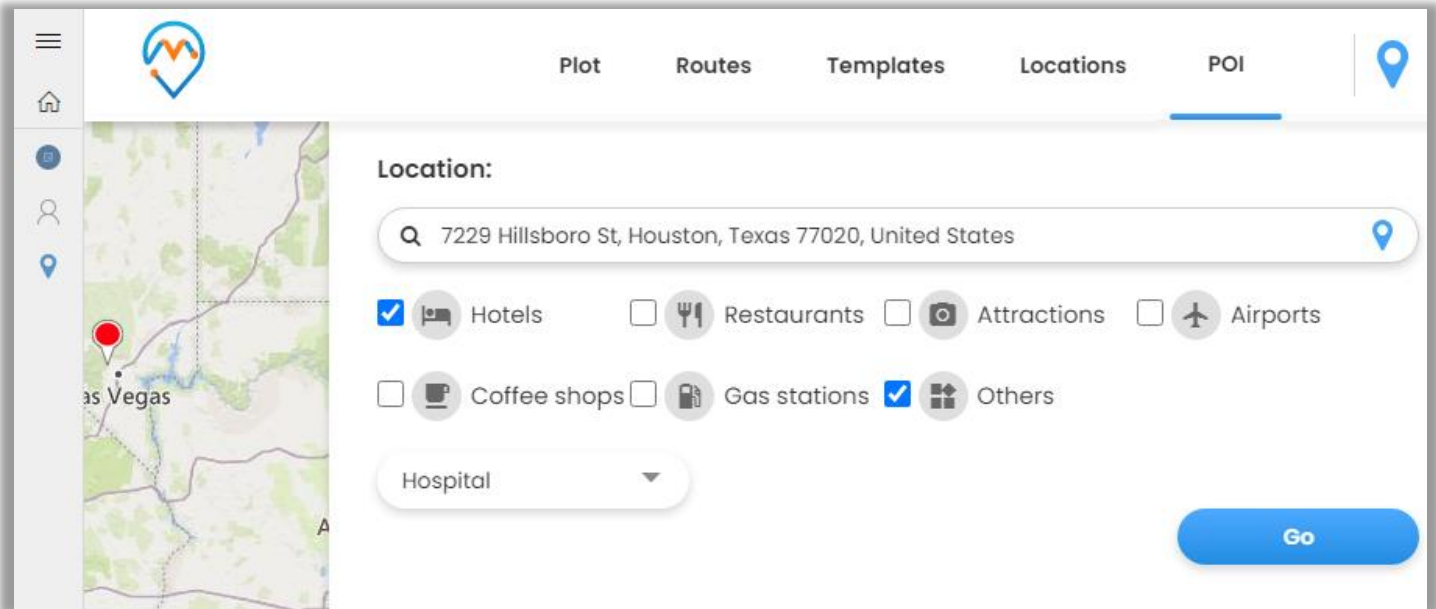 Plot Routes Templates Locations POI
Location:
7229 Hillsboro St, Houston, Texas 77020, United States
Hotels Restaurants Attractions Airports
Coffee shops Gas stations Others
as Vegas
Hospital
A
Go